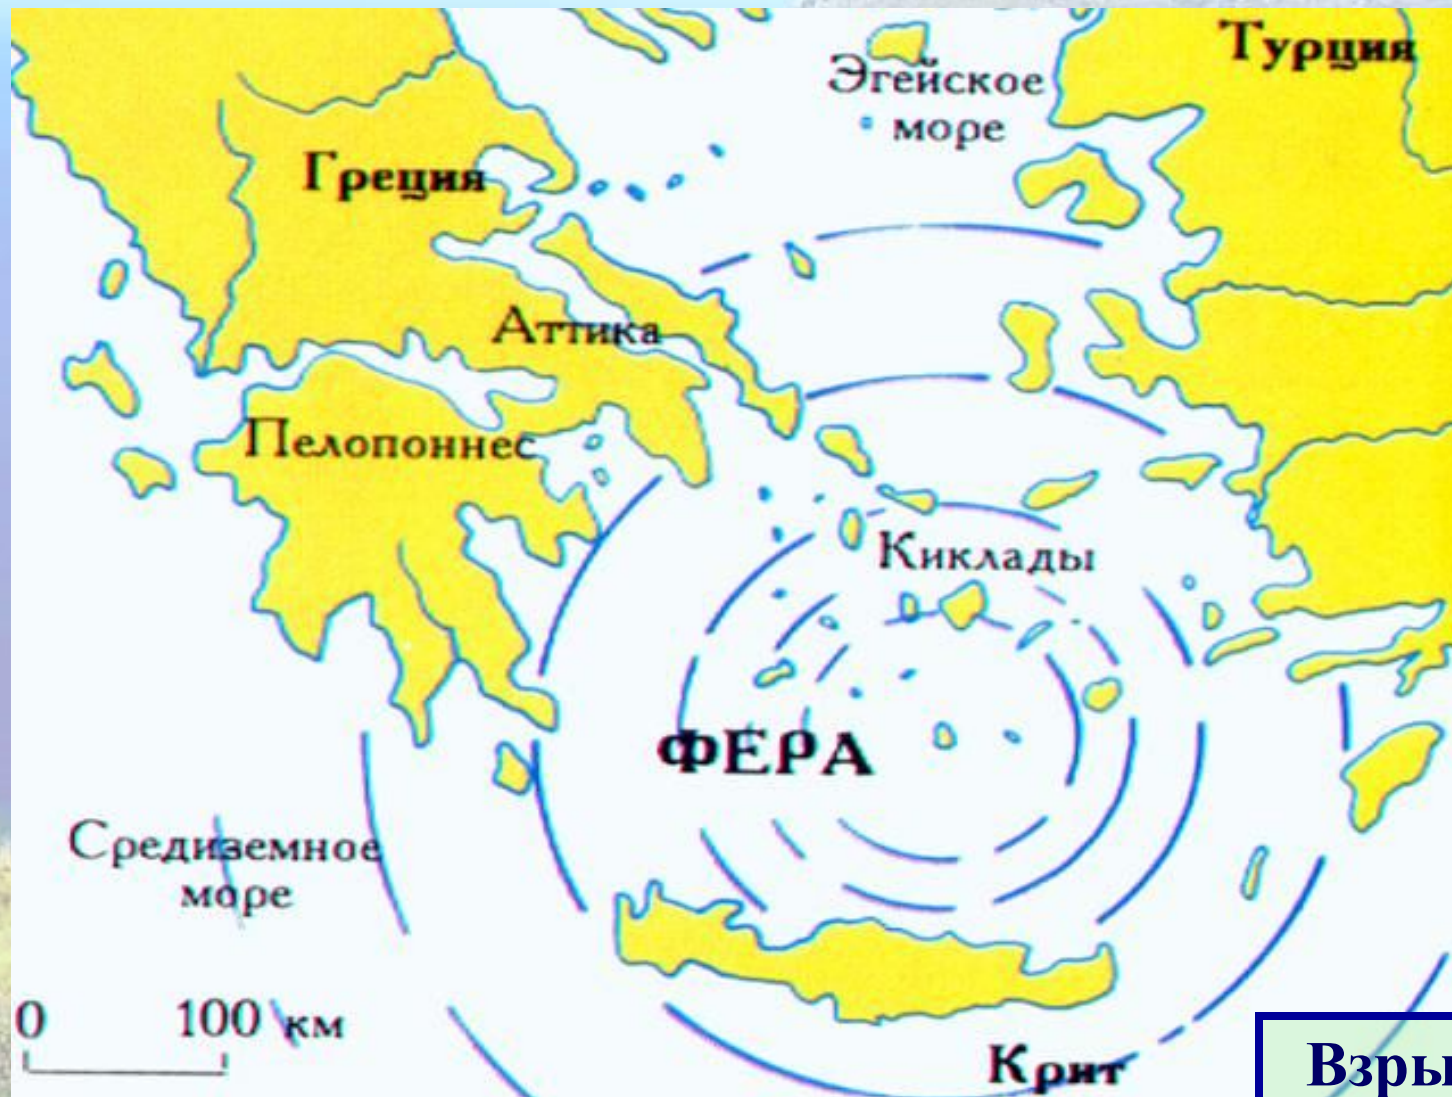 Турция
Эгейское
море
Греция
Аттика
Пелопоннес
Киклады
ФЕРА
Средиземное
море
0 100 км
Крит